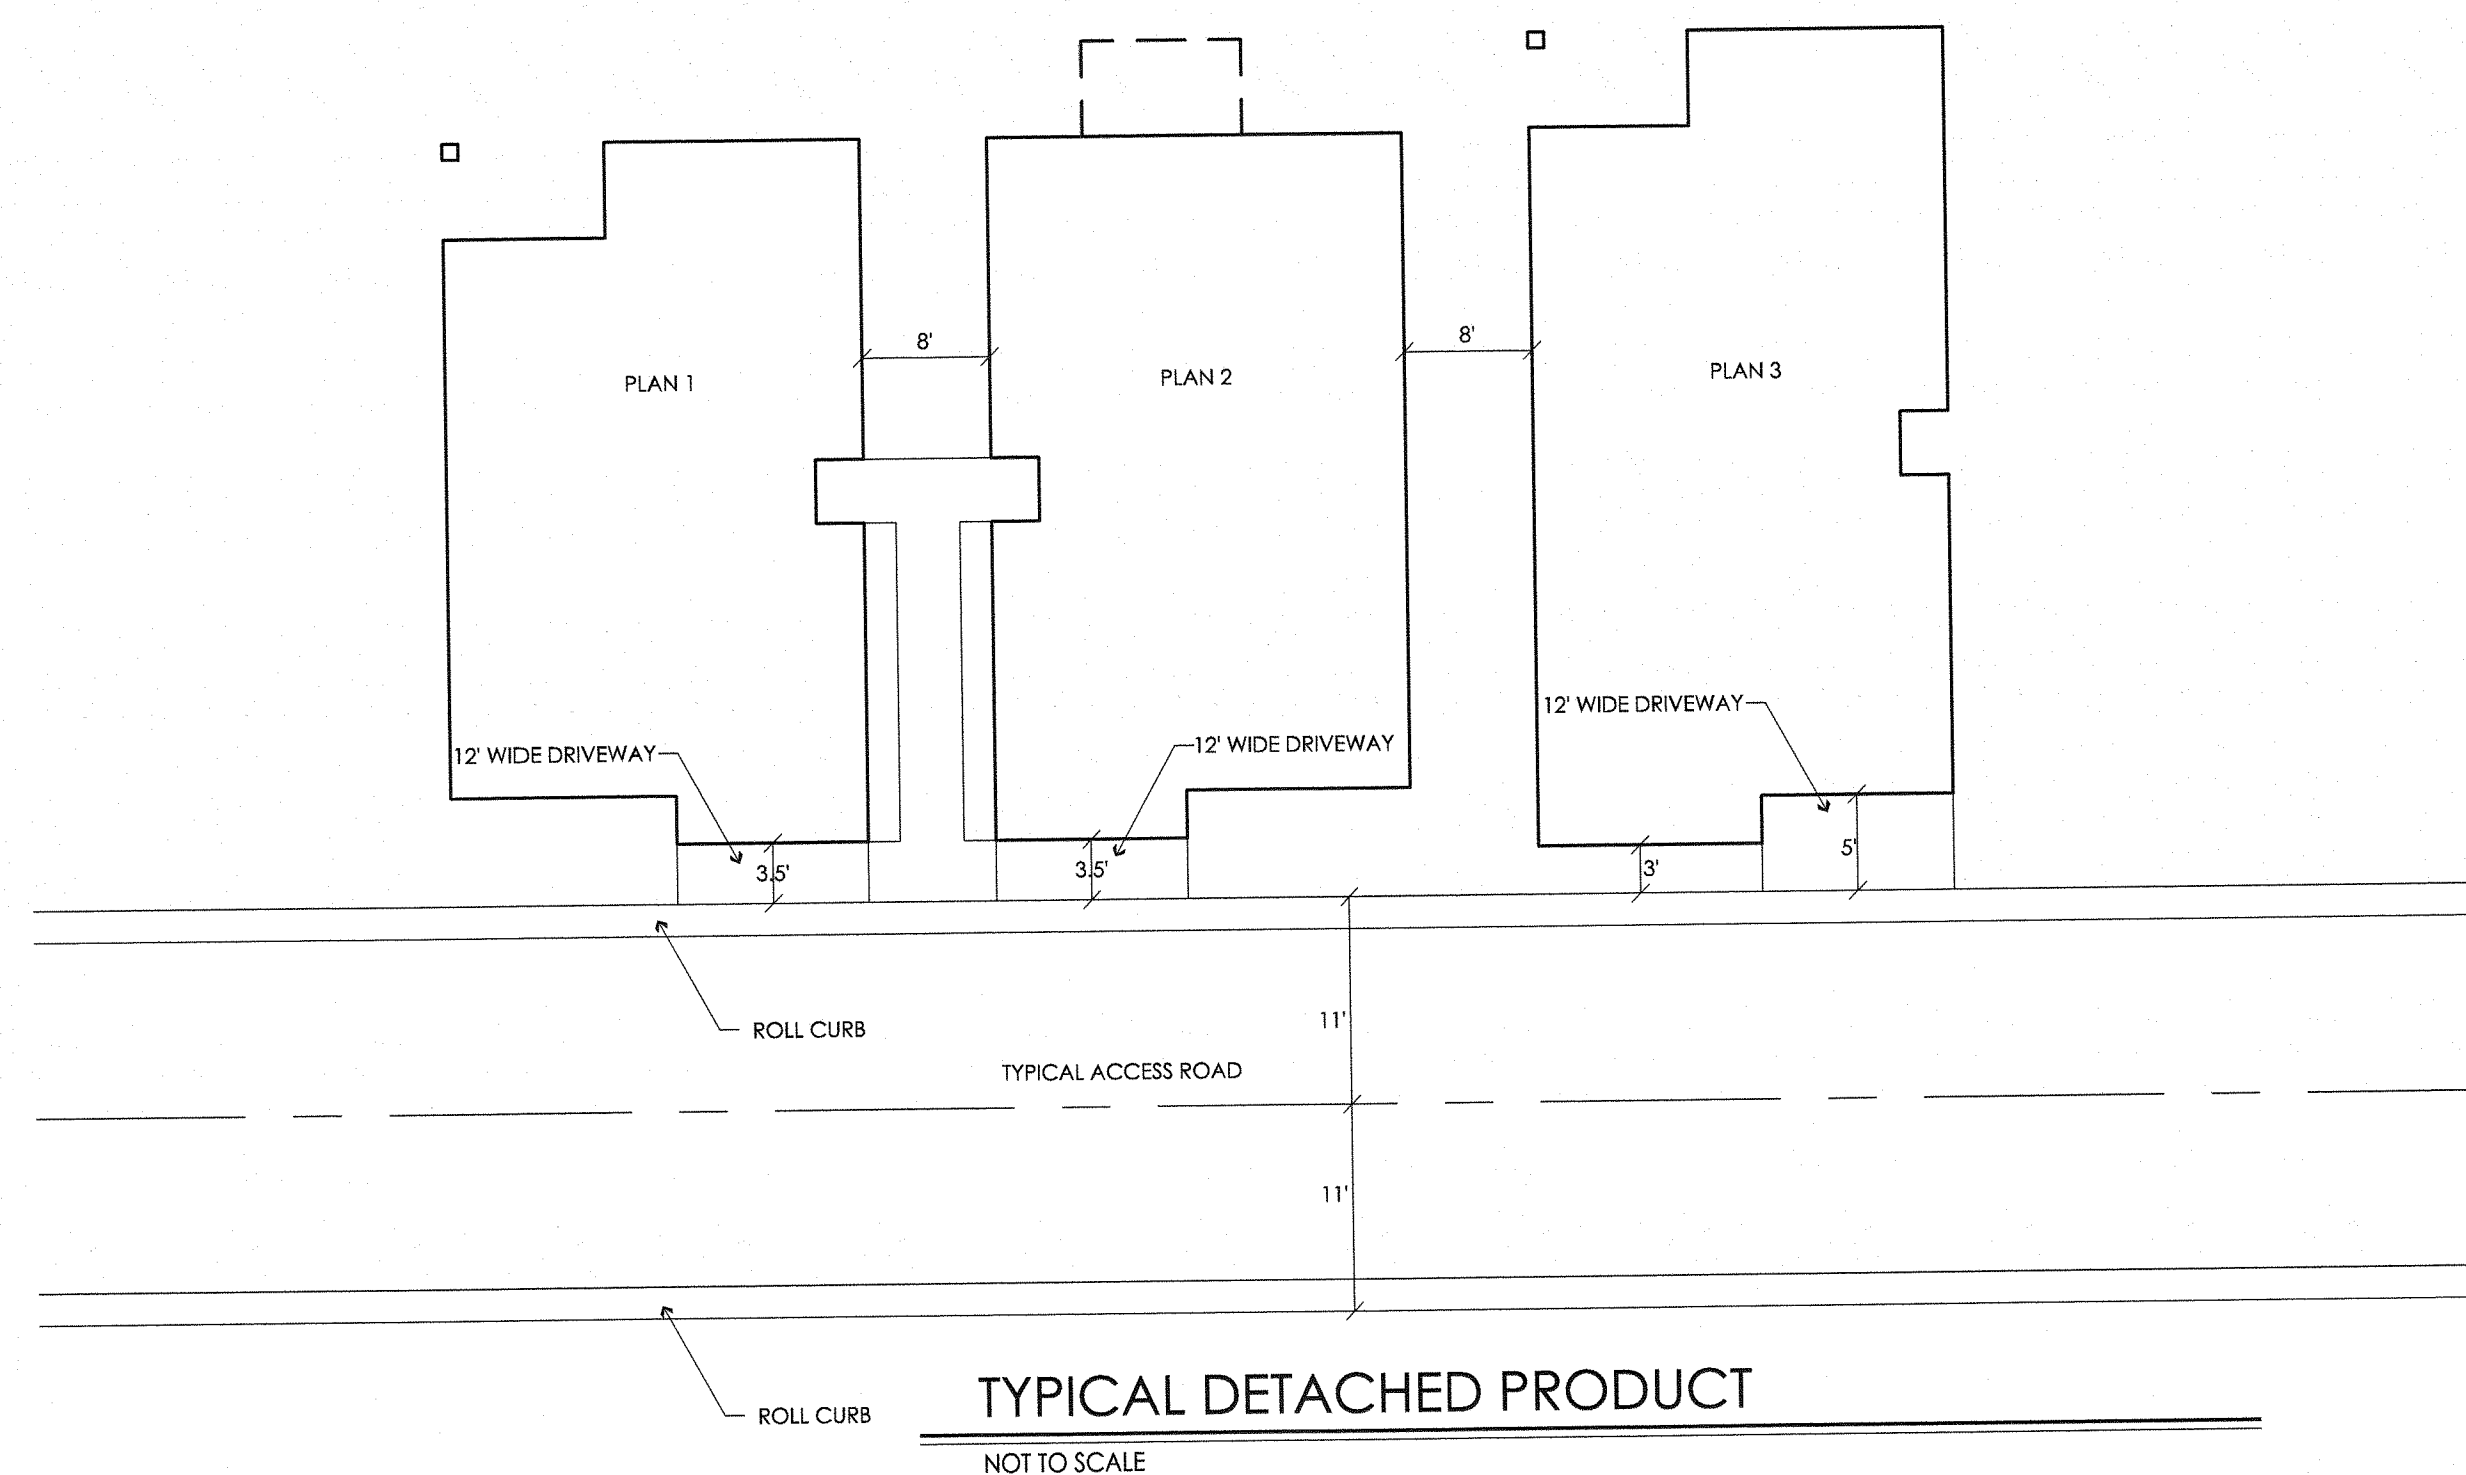 8'
8'
PLAN 1
PLAN 2
PLAN 3
12' WIDE DRIVEWAY
12' WIDE DRIVEWAY
12' WIDE DRIVEWAY
3.5'
3.5'
3'
5'
ROLL CURB
11'
TYPICAL ACCESS ROAD
11'
ROLL CURB
TYPICAL DETACHED PRODUCT
NOT TO SCALE